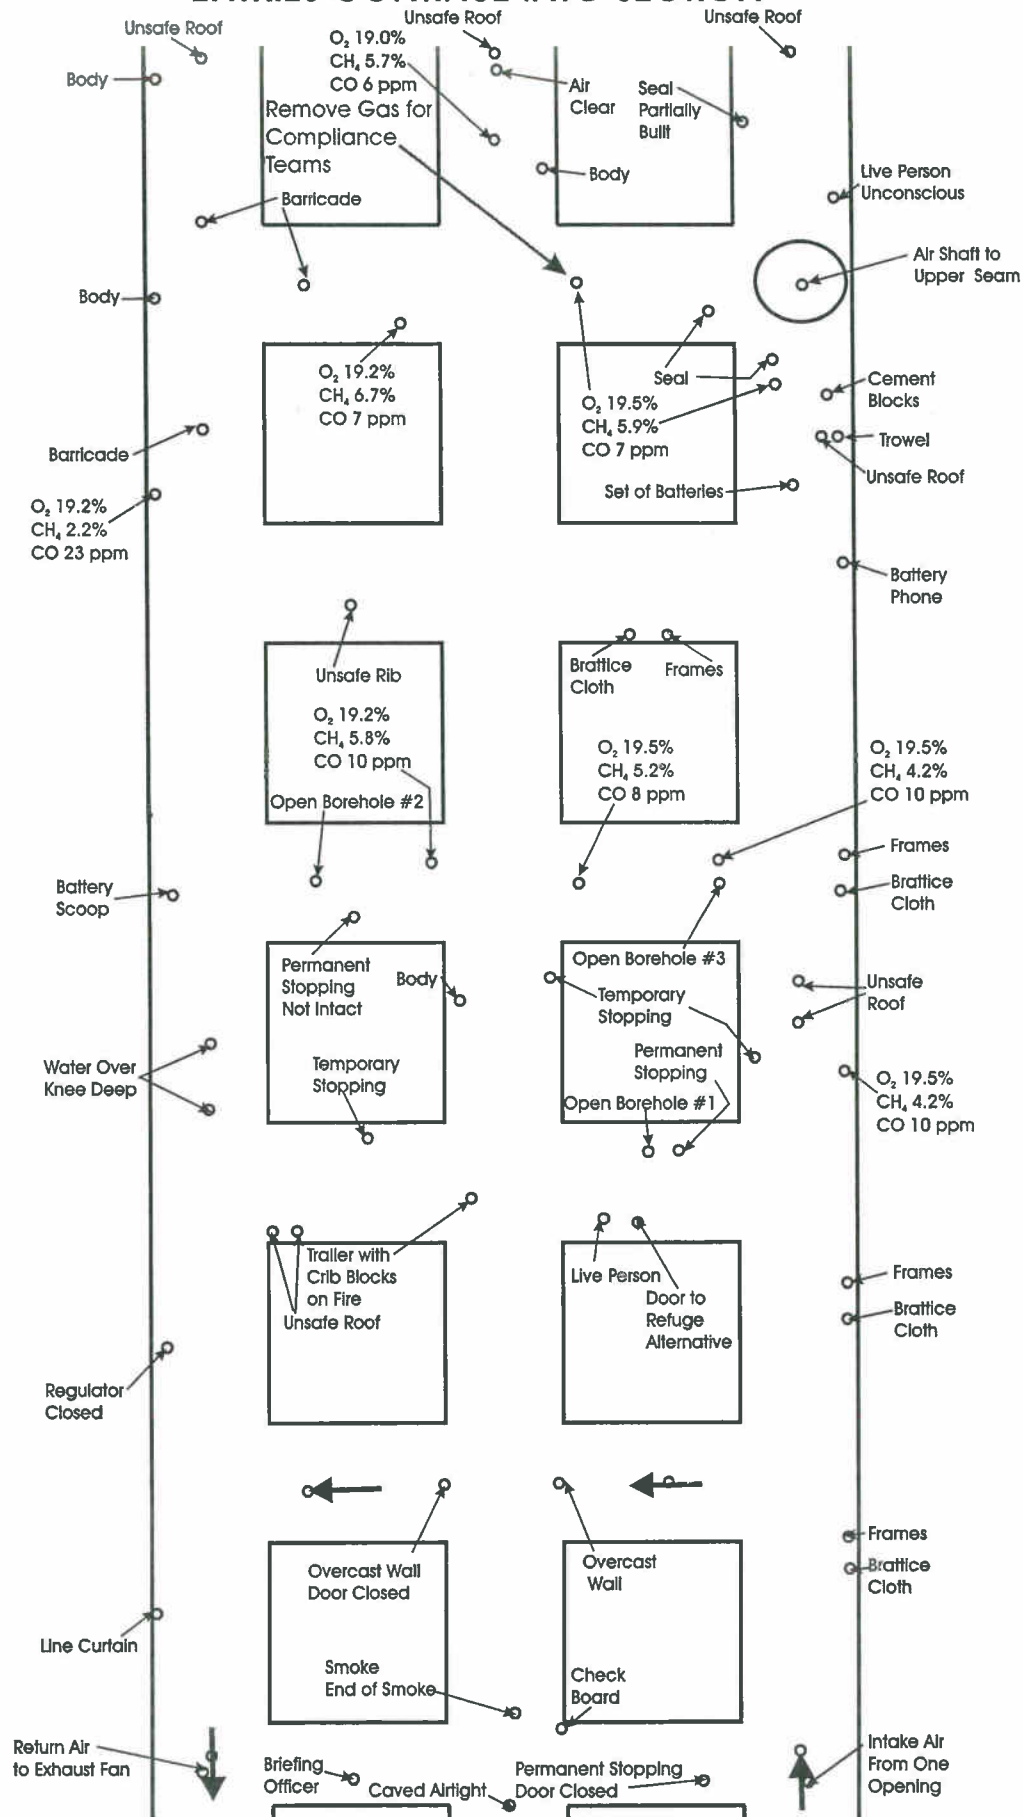 ENTRIES CONTINUE INTO SECTION
Unsafe Roof
Unsafe Roof
Unsafe Roof
O₂ 19.0%
CH₄ 5.7%
CO 6 ppm
Body
Air
Clear
Seal
Partially
Built
Remove Gas for
Compliance
Teams
Body
Live Person
Unconscious
Barricade
Air Shaft to
Upper Seam
Body
O₂ 19.2%
CH₄ 6.7%
CO 7 ppm
Seal
O₂ 19.5%
CH₄ 5.9%
CO 7 ppm
Cement
Blocks
Trowel
Unsafe Roof
Barricade
Set of Batteries
O₂ 19.2%
CH₄ 2.2%
CO 23 ppm
Battery
Phone
Unsafe Rib
Brattice
Cloth
Frames
O₂ 19.2%
CH₄ 5.8%
CO 10 ppm
O₂ 19.5%
CH₄ 5.2%
CO 8 ppm
O₂ 19.5%
CH₄ 4.2%
CO 10 ppm
Open Borehole #2
Frames
Battery
Scoop
Brattice
Cloth
Permanent
Stopping
Not Intact
Body
Open Borehole #3
Temporary
Stopping
Unsafe
Roof
Water Over
Knee Deep
Temporary
Stopping
Permanent
Stopping
Open Borehole #1
O₂ 19.5%
CH₄ 4.2%
CO 10 ppm
Trailer with
Crib Blocks
on Fire
Unsafe Roof
Live Person
Door to
Refuge
Alternative
Frames
Brattice
Cloth
Regulator
Closed
Overcast Wall
Door Closed
Overcast
Wall
Frames
Brattice
Cloth
Line Curtain
Smoke
End of Smoke
Check
Board
Return Air
to Exhaust Fan
Briefing
Officer
Caved Airtight
Permanent Stopping
Door Closed
Intake Air
From One
Opening